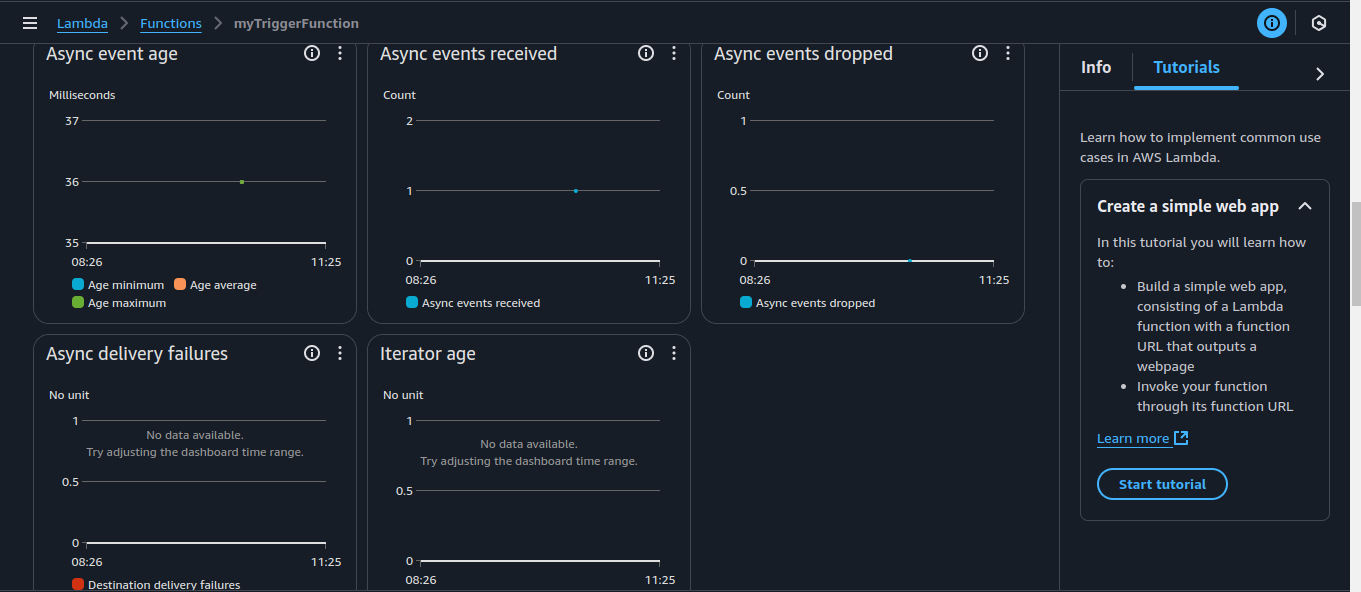 Lambda > Functions > myTriggerFunction
Async event age
Milliseconds
37
36
35
08:26 11:25
Age minimum Age average
Age maximum
Async events received
Count
2
1
0
08:26 11:25
Async events received
Async events dropped
Count
1
0.5
0
08:26 11:25
Async events dropped
Async delivery failures
No unit
1
No data available.
Try adjusting the dashboard time range.
0.5
0
08:26 11:25
Destination delivery failures
Iterator age
No unit
1
No data available.
Try adjusting the dashboard time range.
0.5
0
08:26 11:25
Info Tutorials
Learn how to implement common use
cases in AWS Lambda.
Create a simple web app
In this tutorial you will learn how
to:
• Build a simple web app,
consisting of a Lambda
function with a function
URL that outputs a
webpage
• Invoke your function
through its function URL
Learn more
Start tutorial